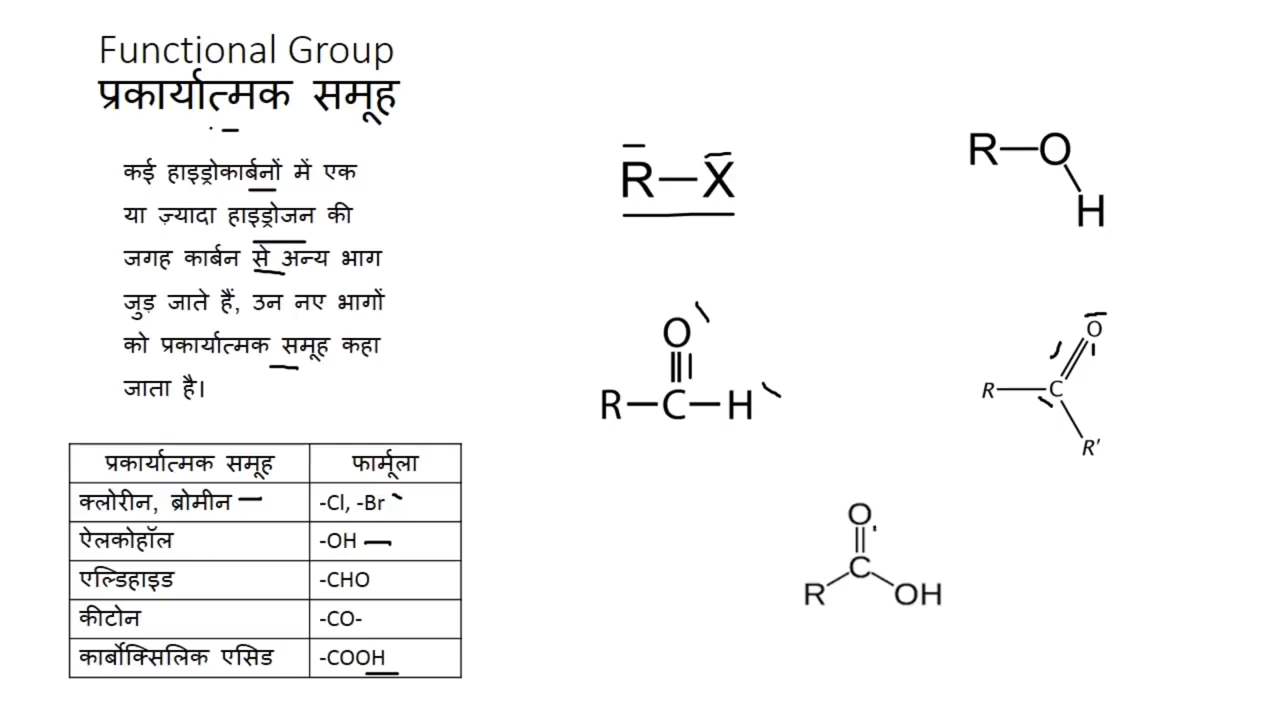 Functional Group
प्रकार्यात्मक समूह
कई हाइड्रोकार्बनों में एक
या ज़्यादा हाइड्रोजन की
जगह कार्बन से अन्य भाग
जुड़ जाते हैं, उन नए भागों
को प्रकार्यात्मक समूह कहा
जाता है।
प्रकार्यात्मक समूह फार्मूला
क्लोरीन, ब्रोमीन -Cl, -Br
ऐलकोहॉल -OH
एल्डिहाइड -CHO
कीटोन -CO-
कार्बोक्सिलिक एसिड -COOH
R—X
R—O
H
O
R—C—H
O
R—C
R'
O
C
R OH